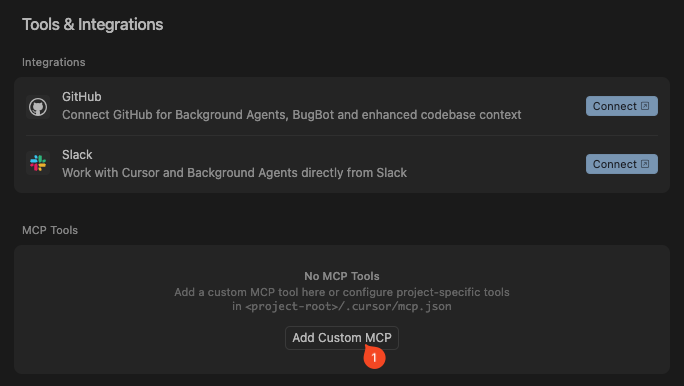 Tools & Integrations
Integrations
GitHub
Connect
Connect GitHub for Background Agents, BugBot and enhanced codebase context
Slack
Connect
Work with Cursor and Background Agents directly from Slack
MCP Tools
No MCP Tools
Add a custom MCP tool here or configure project-specific tools
in <project-root>/.cursor/mcp.json
Add Custom MCP
1